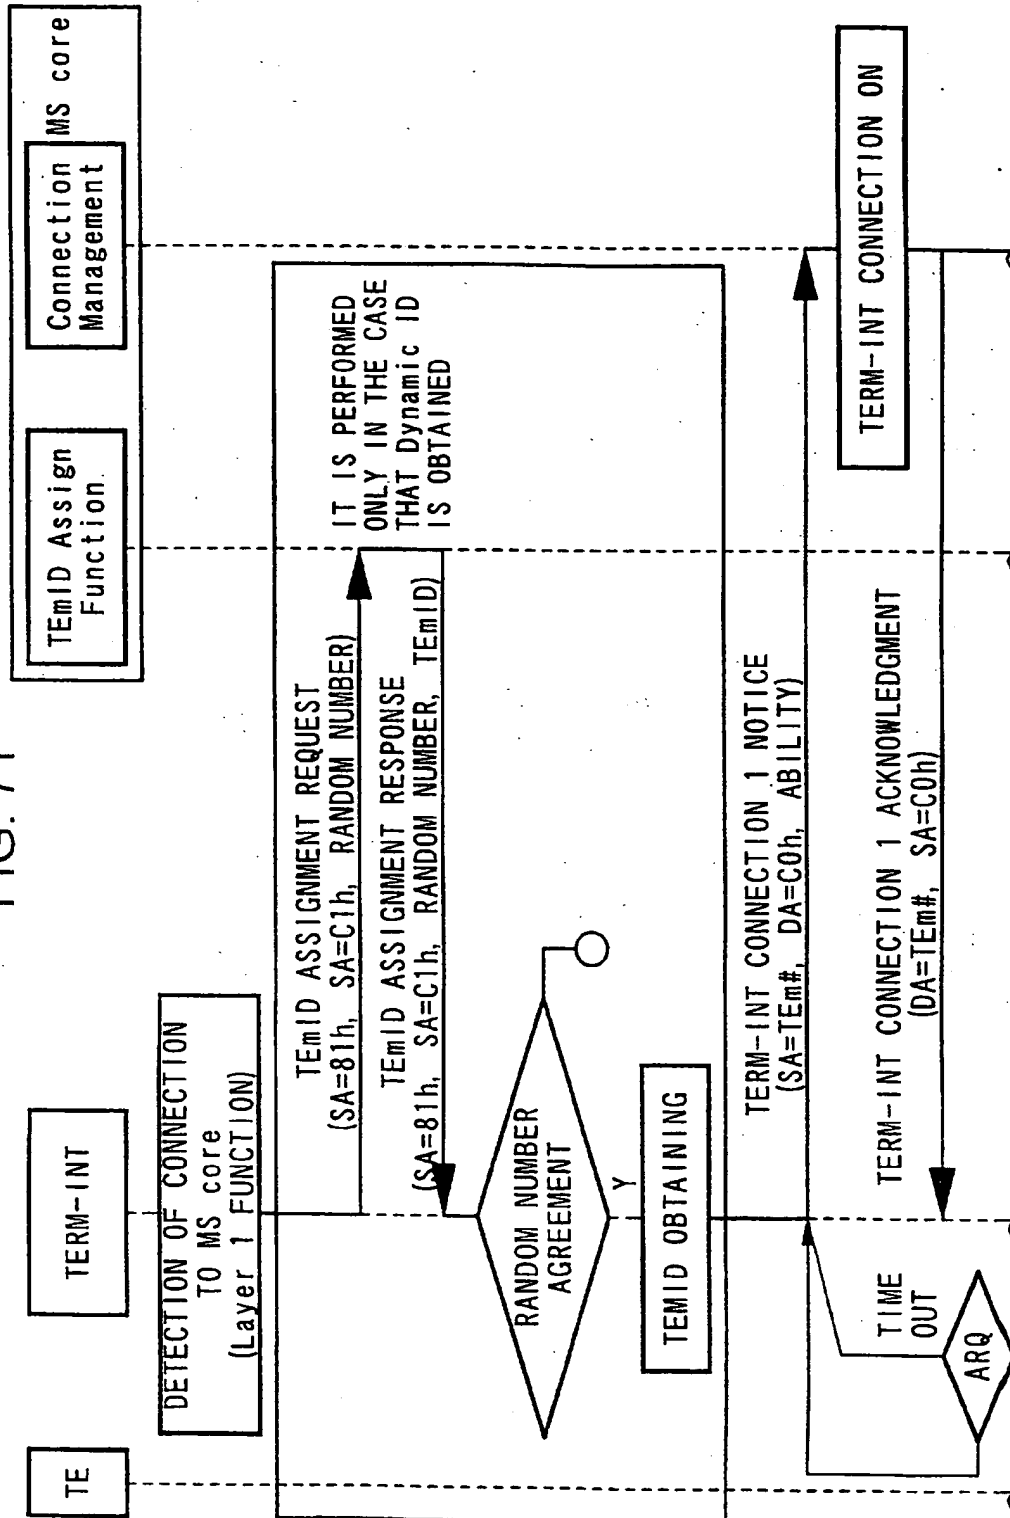 FIG. 71
TE
TERM-INT
TEmID Assign
Function
Connection
Management
MS core
DETECTION OF CONNECTION
TO MS core
(Layer 1 FUNCTION)
TEmID ASSIGNMENT REQUEST
(SA=81h, SA=C1h, RANDOM NUMBER)
IT IS PERFORMED
ONLY IN THE CASE
THAT Dynamic ID
IS OBTAINED
TEmID ASSIGNMENT RESPONSE
(SA=81h, SA=C1h, RANDOM NUMBER, TEmID)
RANDOM NUMBER
AGREEMENT
Y
TEMID OBTAINING
TERM-INT CONNECTION 1 NOTICE
(SA=TEm#, DA=C0h, ABILITY)
TERM-INT CONNECTION ON
TERM-INT CONNECTION 1 ACKNOWLEDGMENT
(DA=TEm#, SA=C0h)
TIME
OUT
ARQ